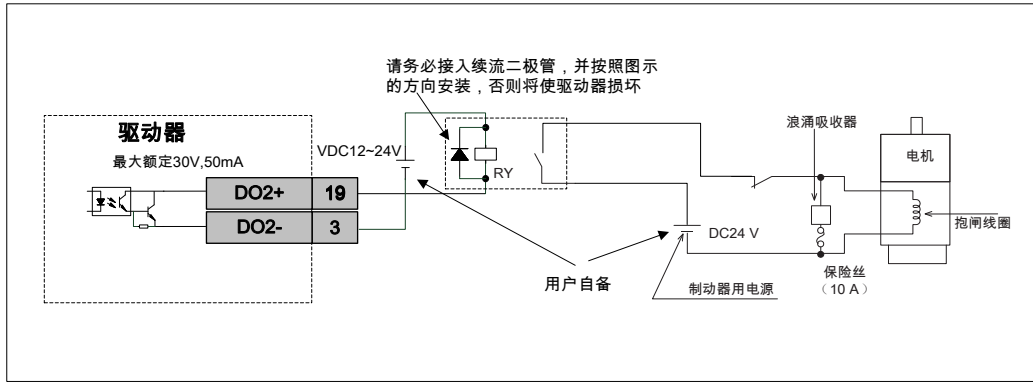 请务必接入续流二极管，并按照图示
的方向安装，否则将使驱动器损坏
驱动器
最大额定30V,50mA
VDC12~24V
RY
浪涌吸收器
电机
DO2+ 19
DO2- 3
抱闸线圈
DC24 V
用户自备
制动器用电源
保险丝
（10 A）